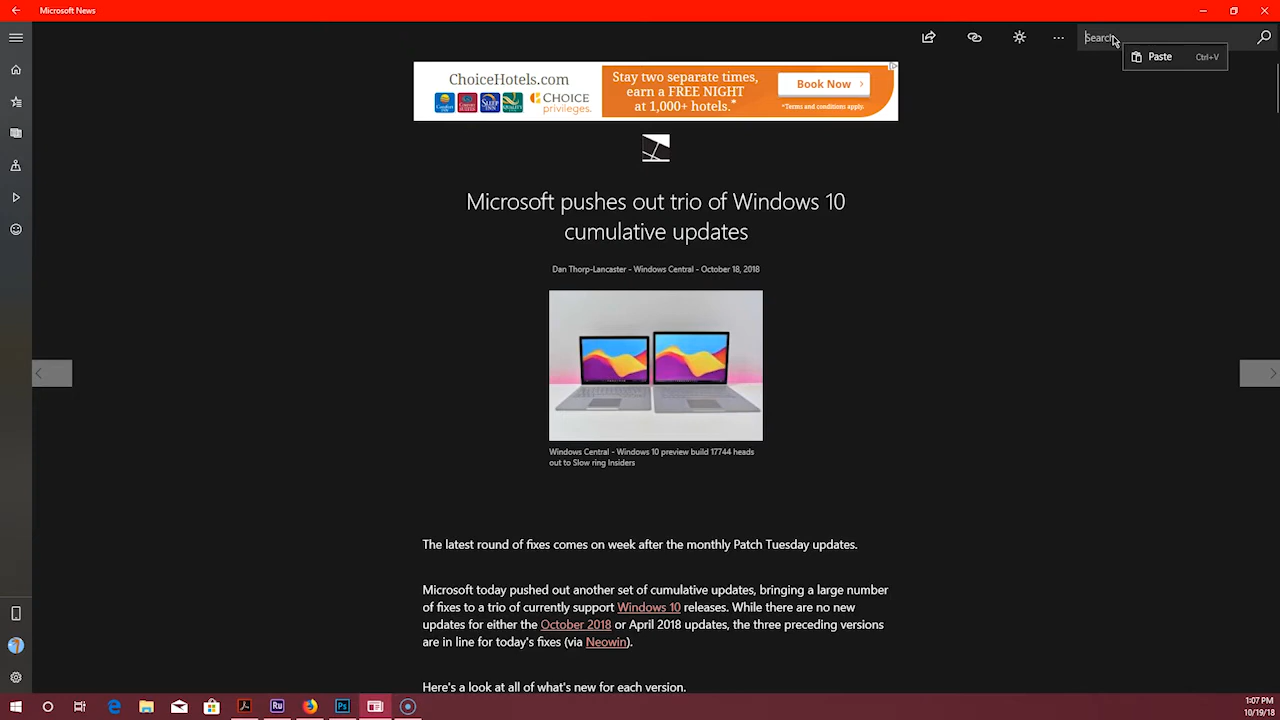 Microsoft News
Search
Paste Ctrl+V
ChoiceHotels.com
CHOICE
privileges.
Stay two separate times,
earn a FREE NIGHT
at 1,000+ hotels.*
Book Now
*Terms and conditions apply.
Microsoft pushes out trio of Windows 10
cumulative updates
Dan Thorp-Lancaster - Windows Central - October 18, 2018
Windows Central - Windows 10 preview build 17744 heads
out to Slow ring Insiders
The latest round of fixes comes on week after the monthly Patch Tuesday updates.
Microsoft today pushed out another set of cumulative updates, bringing a large number
of fixes to a trio of currently support Windows 10 releases. While there are no new
updates for either the October 2018 or April 2018 updates, the three preceding versions
are in line for today's fixes (via Neowin).
Here's a look at all of what's new for each version.
Ru
Ps
1:07 PM
10/19/18